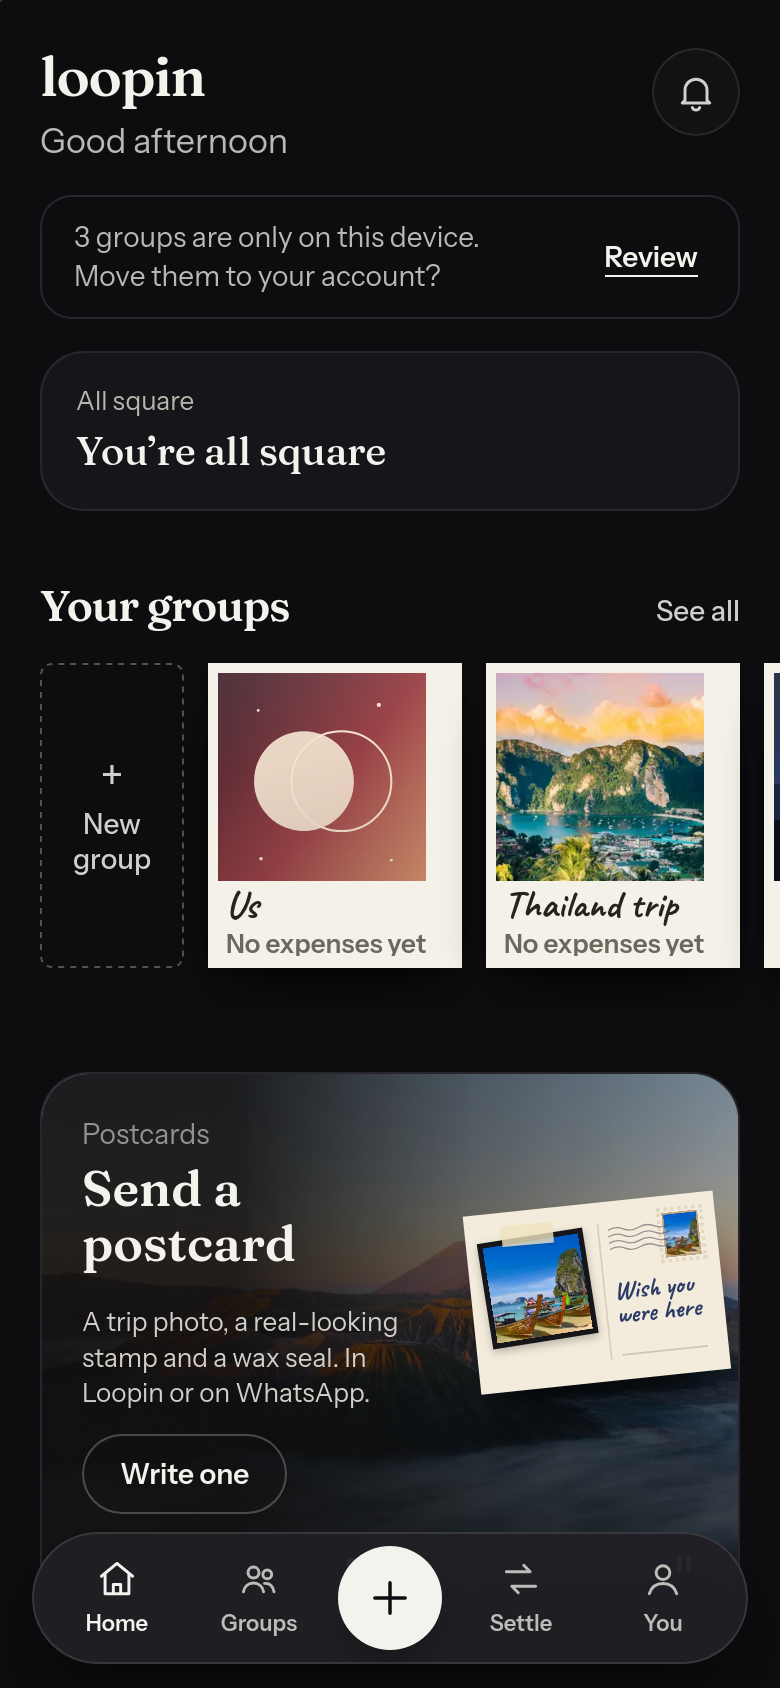 loopin
Good afternoon
3 groups are only on this device.
Move them to your account?
Review
All square
You’re all square
Your groups
See all
+
New
group
Us
No expenses yet
Thailand trip
No expenses yet
Postcards
Send a
postcard
A trip photo, a real-looking
stamp and a wax seal. In
Loopin or on WhatsApp.
Wish you
were here
Write one
Home
Groups
Settle
You